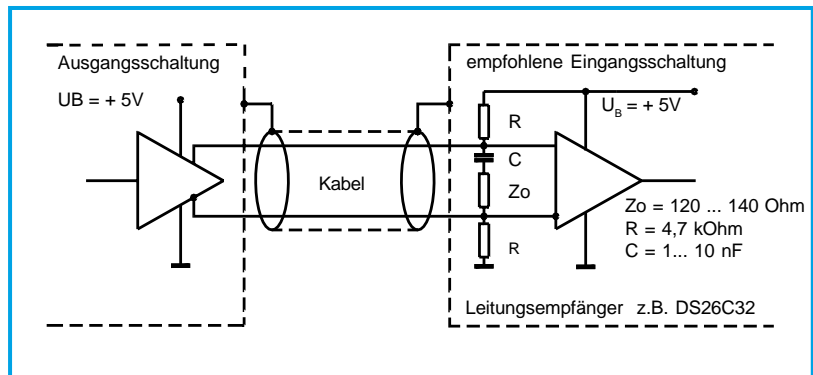 Ausgangsschaltung
UB = + 5V
Kabel
empfohlene Eingangsschaltung
U_B = + 5V
R
C
Zo
R
Zo = 120 ... 140 Ohm
R = 4,7 kOhm
C = 1... 10 nF
Leitungsempfänger z.B. DS26C32